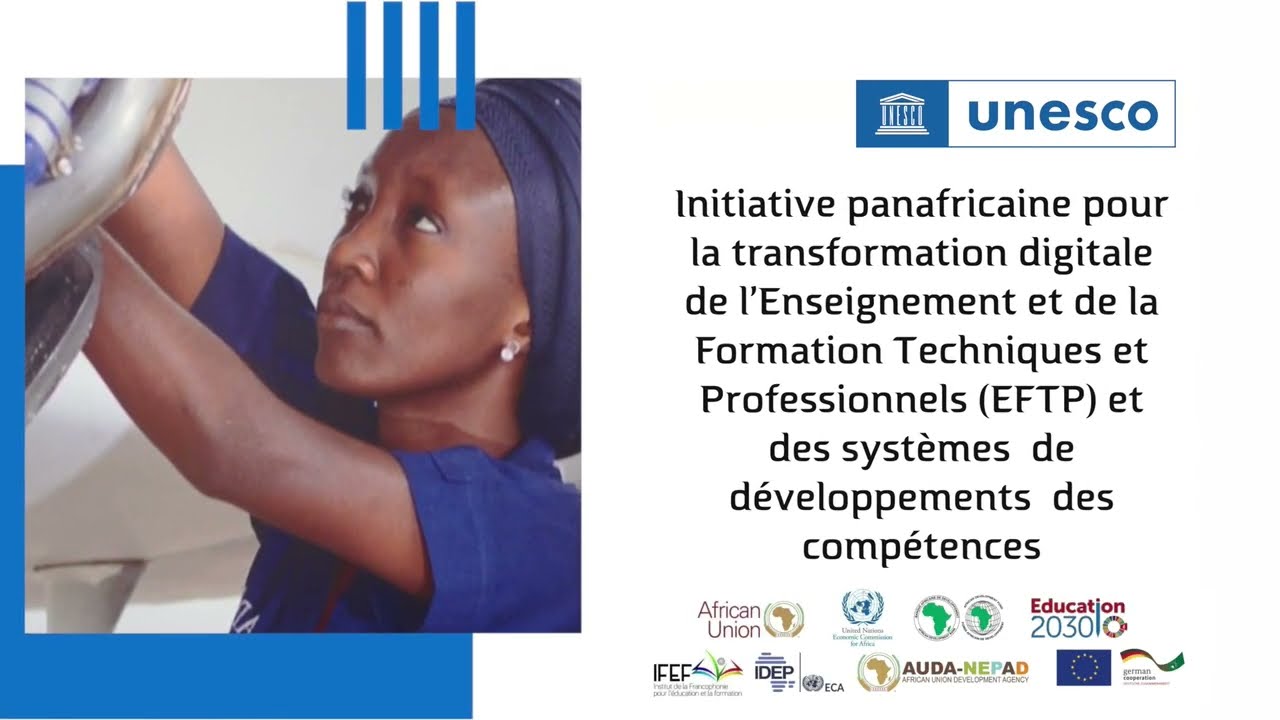 UNESCO
unesco
Initiative panafricaine pour
la transformation digitale
de l’Enseignement et de la
Formation Techniques et
Professionnels (EFTP) et
des systèmes de
développements des
compétences
African
Union
United Nations
Economic Commission
for Africa
Education
2030
IFEF
Institut de la Francophonie
pour l'éducation et la formation
IDEP
ECA
AUDA-NEPAD
AFRICAN UNION DEVELOPMENT AGENCY
german
cooperation